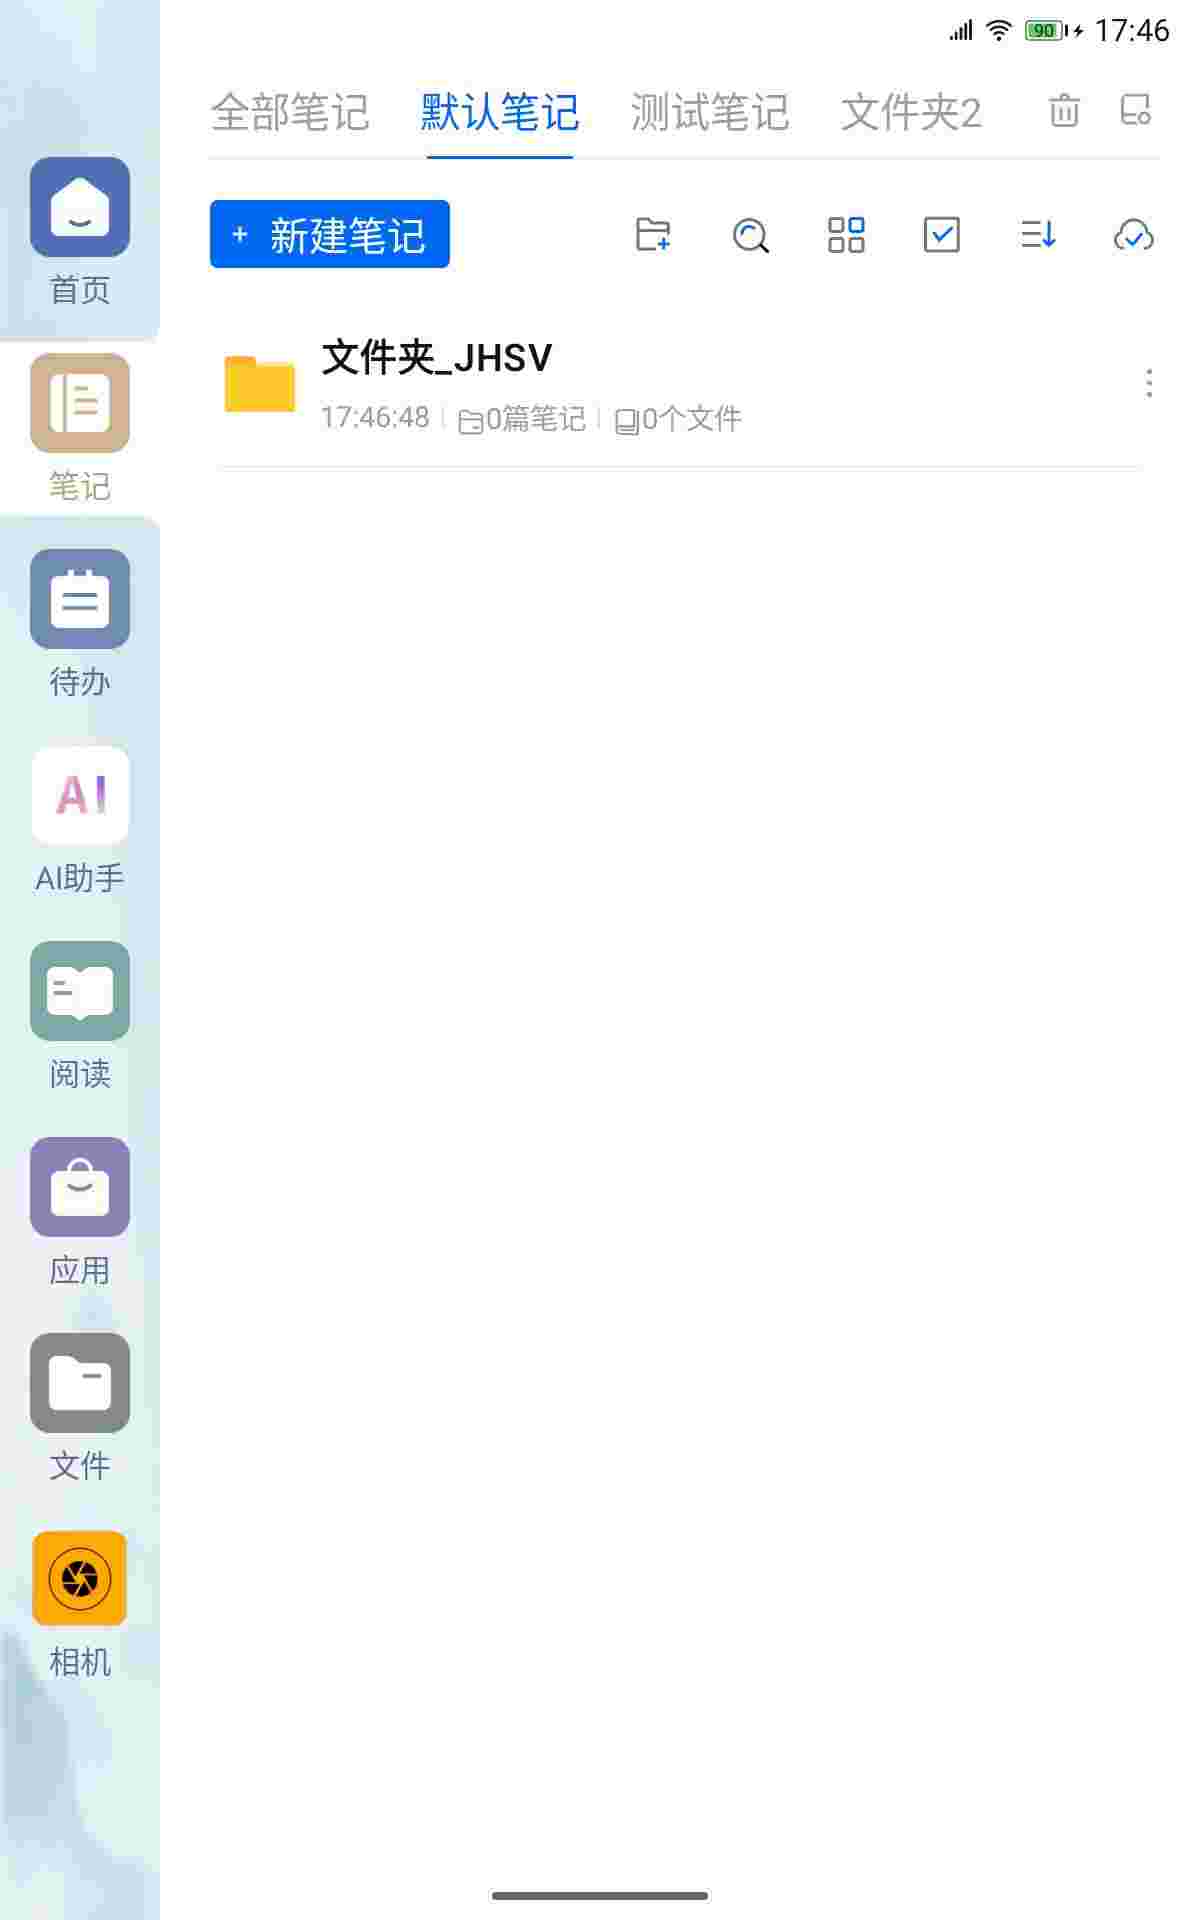 90 17:46
全部笔记 默认笔记 测试笔记 文件夹2
+ 新建笔记
文件夹_JHSV
17:46:48 0篇笔记 0个文件
首页
笔记
待办
AI
AI助手
阅读
应用
文件
相机